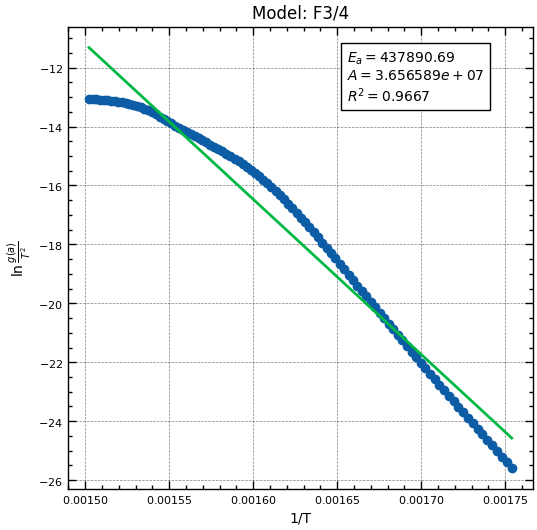 Model: F3/4
E_a = 437890.69
A = 3.656589e + 07
R^2 = 0.9667
−12
−14
−16
−18
−20
−22
−24
−26
ln g(a)/T^2
0.00150 0.00155 0.00160 0.00165 0.00170 0.00175
1/T